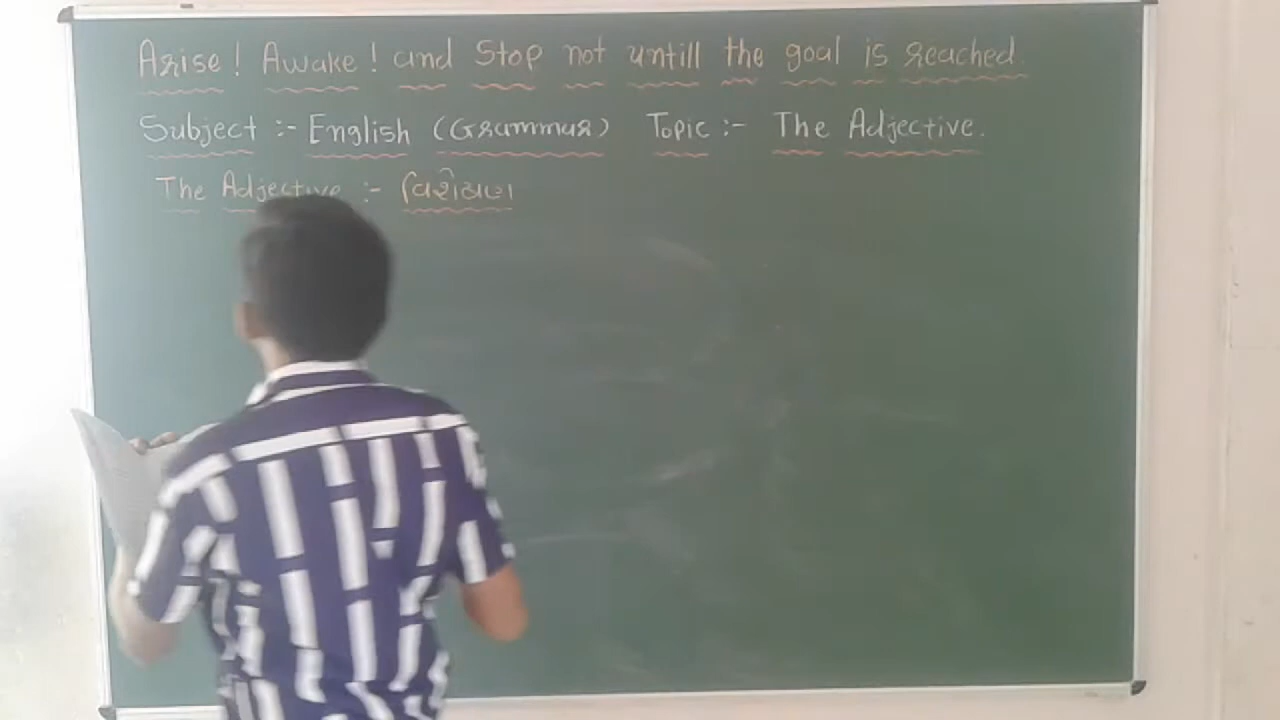 Arise! Awake! and Stop not untill the goal is reached.
Subject :- English (Grammar) Topic :- The Adjective.
The Adjective :- વિશેષણ